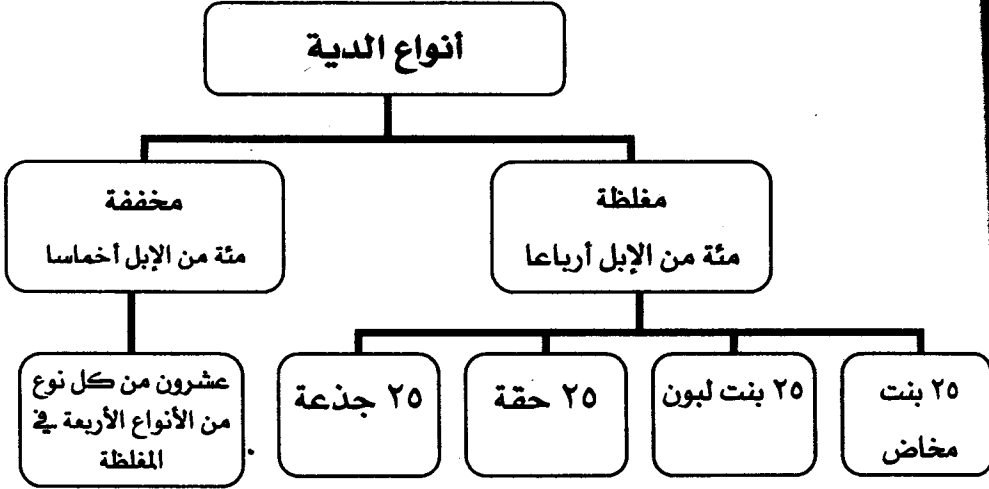 أنواع الدية
مغلظة
مئة من الإبل أرباعا
مخففة
مئة من الإبل أخماسا
٢٥ بنت
مخاض
٢٥ بنت لبون
٢٥ حقة
٢٥ جذعة
عشرون من كل نوع
من الأنواع الأربعة في
المغلظة